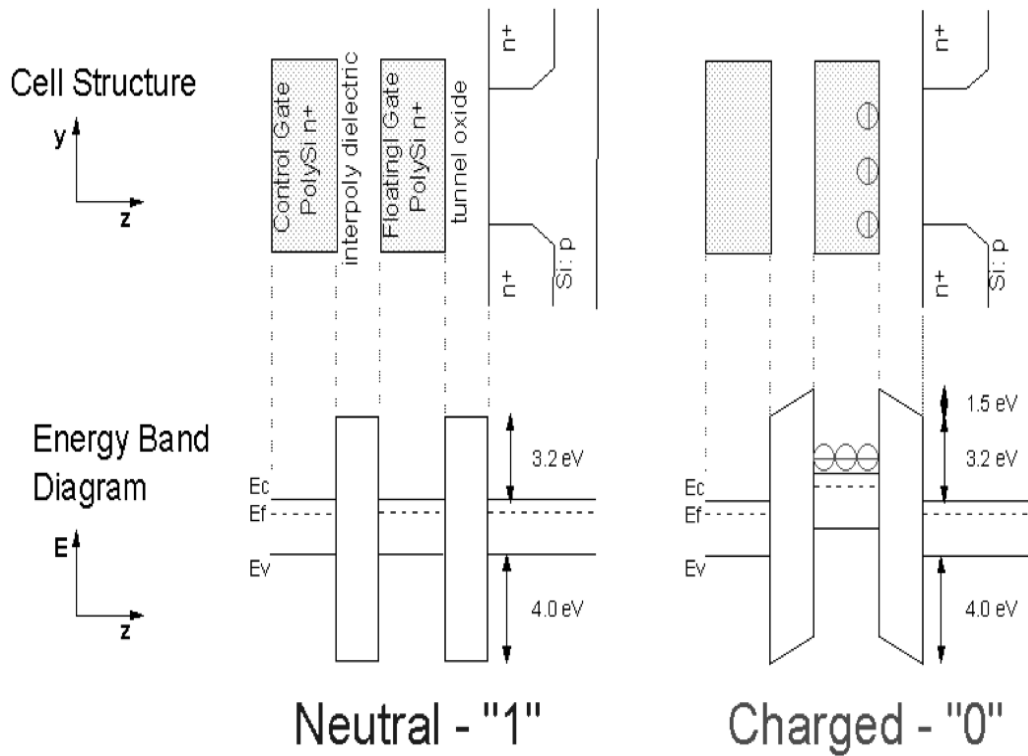 Cell Structure
y
z
Control Gate
PolySi n+
interpoly dielectric
FloatingI Gate
PolySi n+
tunnel oxide
n+
n+
Si: p
n+
n+
Si: p
Energy Band
Diagram
E
z
Ec
Ef
Ev
3.2 eV
4.0 eV
Ec
Ef
Ev
1.5 eV
3.2 eV
4.0 eV
Neutral - "1"
Charged - "0"